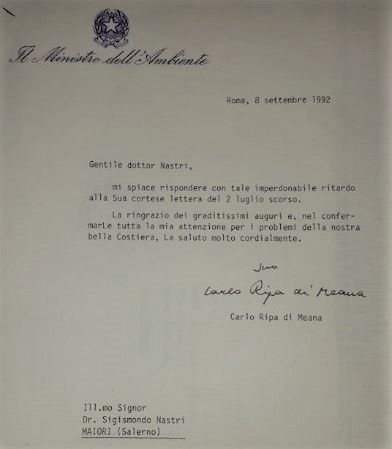 Il Ministro dell'Ambiente
Roma, 8 settembre 1992
Gentile dottor Nastri,
mi spiace rispondere con tale imperdonabile ritardo
alla Sua cortese lettera del 2 luglio scorso.
La ringrazio dei graditissimi auguri e, nel confer-
marLe tutta la mia attenzione per i problemi della nostra
bella Costiera, La saluto molto cordialmente.
Carlo Ripa di Meana
Carlo Ripa di Meana
Ill.mo Signor
Dr. Sigismondo Nastri
MAIORI (Salerno)